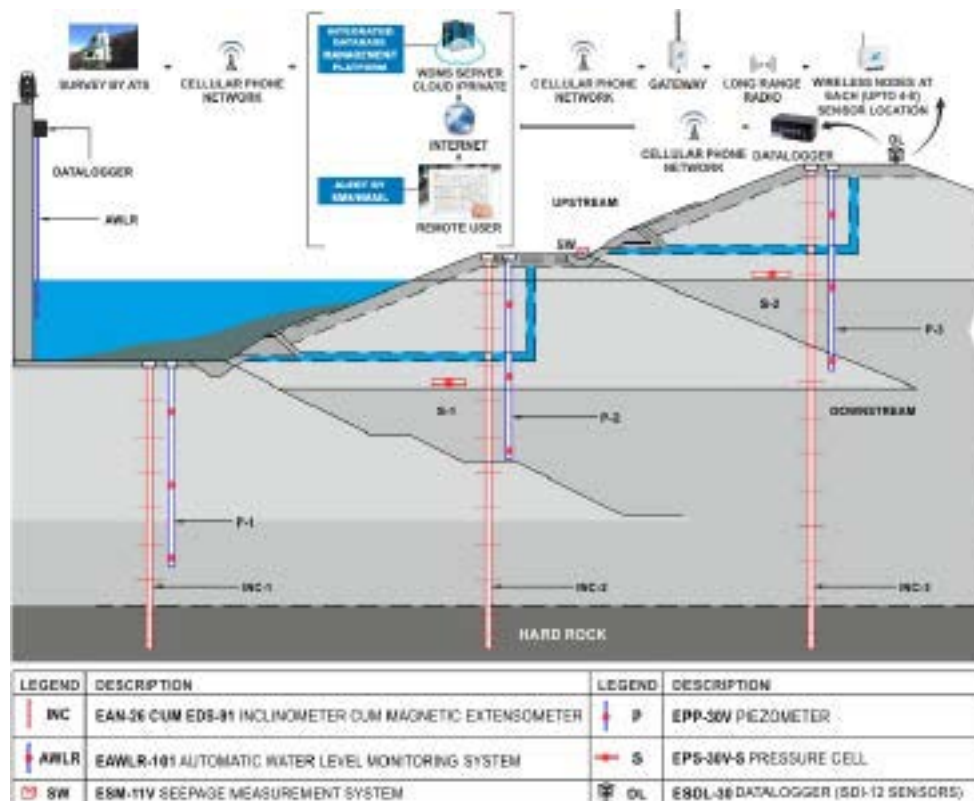 INTEGRATED
DATABASE
MANAGEMENT
PLATFORM
SURVEY BY ATS
CELLULAR PHONE
NETWORK
WDMS SERVER
CLOUD (PRIVATE)
CELLULAR PHONE
NETWORK
GATEWAY
LONG RANGE
RADIO
WIRELESS NODES AT
EACH (UPTO 4-8)
SENSOR LOCATION
INTERNET
CELLULAR PHONE
NETWORK
DATALOGGER
DL
DATALOGGER
ALERT BY
SMS/EMAIL
REMOTE USER
AWLR
UPSTREAM
SW
S-2
P-3
S-1
P-2
DOWNSTREAM
P-1
INC-1
INC-2
INC-3
HARD ROCK
LEGEND DESCRIPTION LEGEND DESCRIPTION
INC EAN-26 CUM EDS-91 INCLINOMETER CUM MAGNETIC EXTENSOMETER P EPP-30V PIEZOMETER
AWLR EAWLR-101 AUTOMATIC WATER LEVEL MONITORING SYSTEM S EPS-30V-S PRESSURE CELL
SW ESM-11V SEEPAGE MEASUREMENT SYSTEM DL ESDL-30 DATALOGGER (SDI-12 SENSORS)